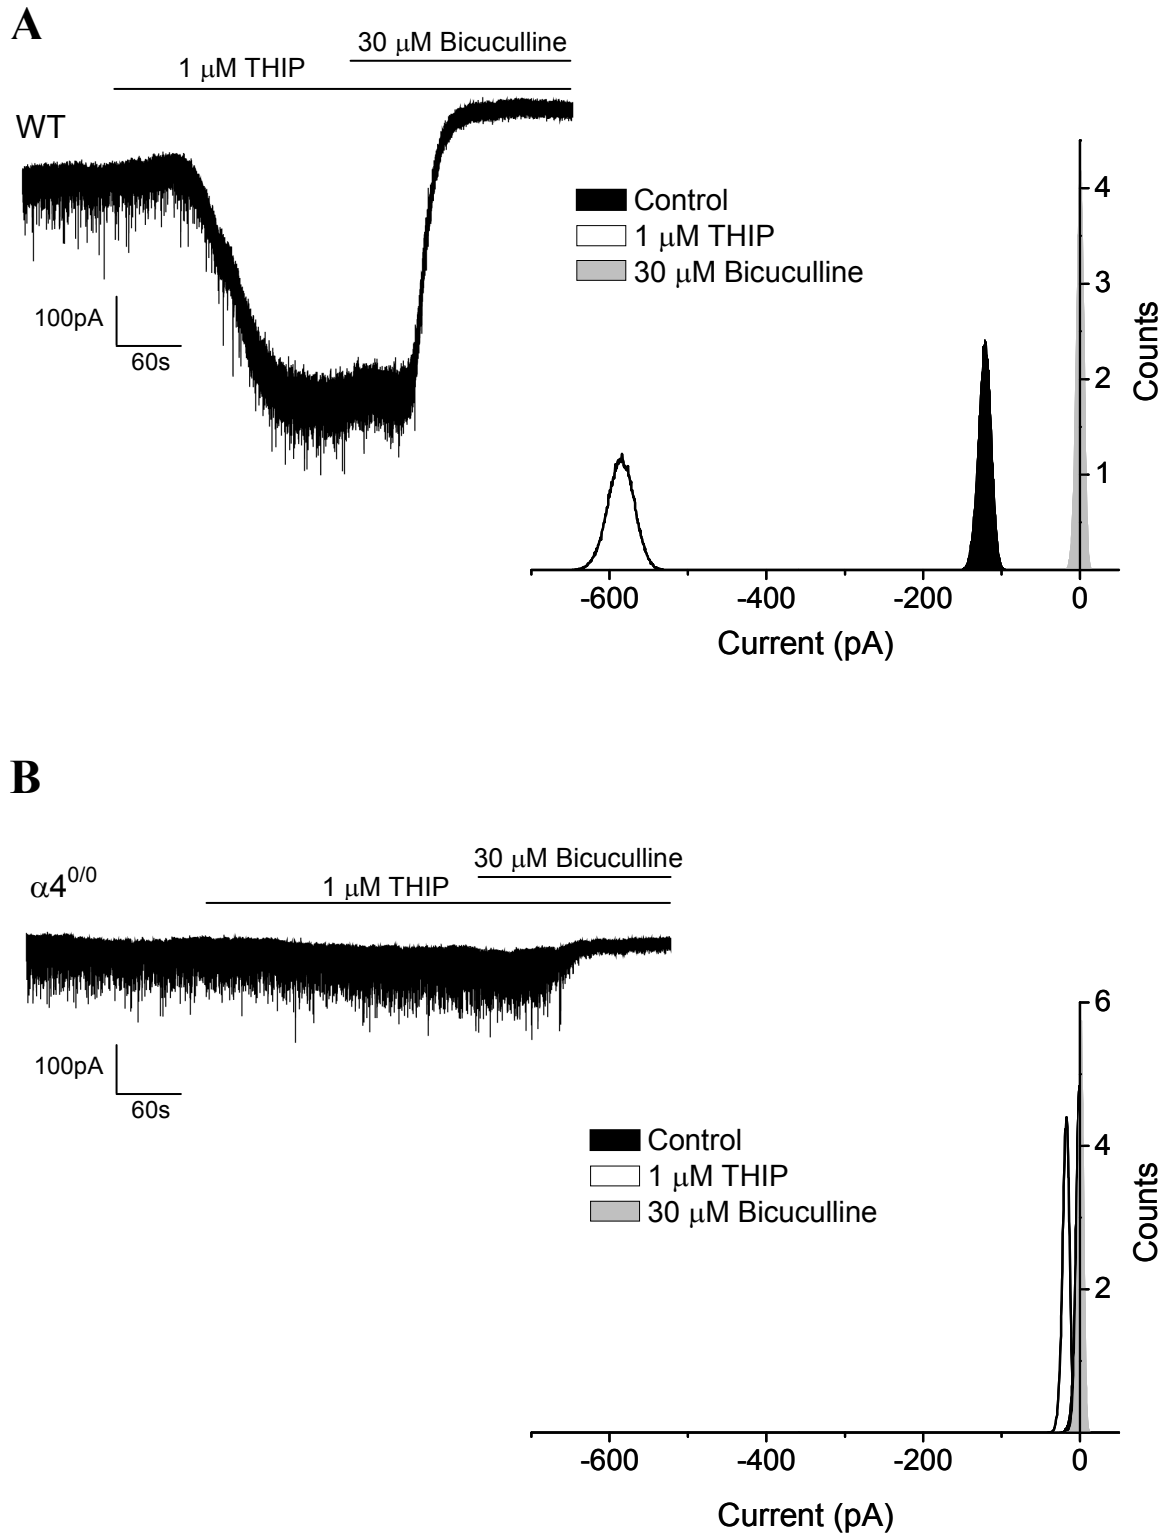 A
30 μM Bicuculline
1 μM THIP
WT
100pA
60s
Control
1 μM THIP
30 μM Bicuculline
4
3
2
1
Counts
-600 -400 -200 0
Current (pA)
B
30 μM Bicuculline
1 μM THIP
α4^0/0
100pA
60s
Control
1 μM THIP
30 μM Bicuculline
6
4
2
Counts
-600 -400 -200 0
Current (pA)